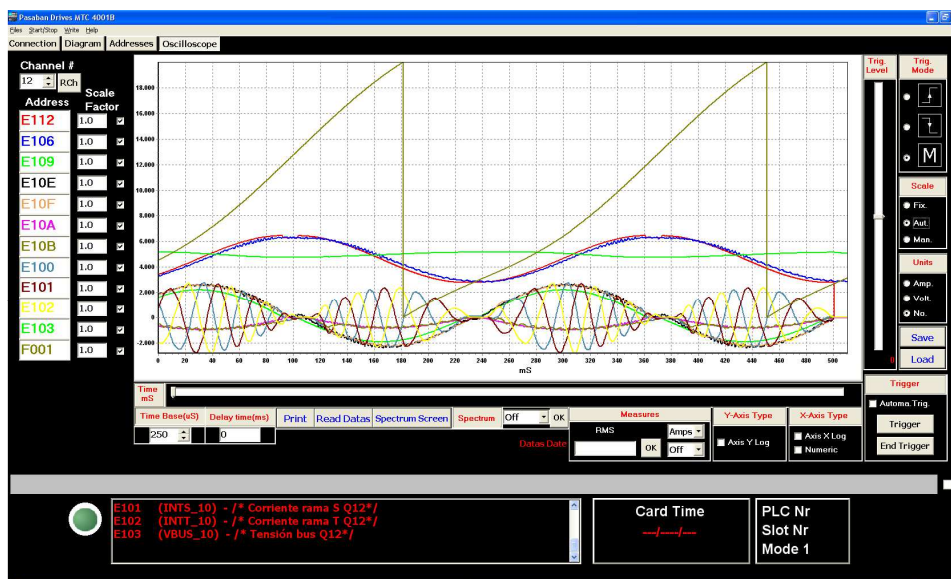 Pasaban Drives MTC 4001B
Files Start/Stop Write Help
Connection Diagram Addresses Oscilloscope
Channel #
12 RCh
Address Scale Factor
E112 1.0
E106 1.0
E109 1.0
E10E 1.0
E10F 1.0
E10A 1.0
E10B 1.0
E100 1.0
E101 1.0
E102 1.0
E103 1.0
F001 1.0
18.000
16.000
14.000
12.000
10.000
8.000
6.000
4.000
2.000
0
-2.000
0 20 40 60 80 100 120 140 160 180 200 220 240 260 280 300 320 340 360 380 400 420 440 460 480 500
mS
Trig. Level
0
Trig. Mode
M
Scale
Fix.
Aut.
Man.
Units
Amp.
Volt.
No.
Save
Load
Time mS
Time Base(uS) Delay time(ms) Print Read Datas Spectrum Screen Spectrum Off OK
250 0
Datas Date
Measures
RMS Amps
OK Off
Y-Axis Type
Axis Y Log
X-Axis Type
Axis X Log
Numeric
Trigger
Automa.Trig.
Trigger
End Trigger
E101 (INTS_10) - /* Corriente rama S Q12*/
E102 (INTT_10) - /* Corriente rama T Q12*/
E103 (VBUS_10) - /* Tensión bus Q12*/
Card Time
---/----/---
PLC Nr
Slot Nr
Mode 1